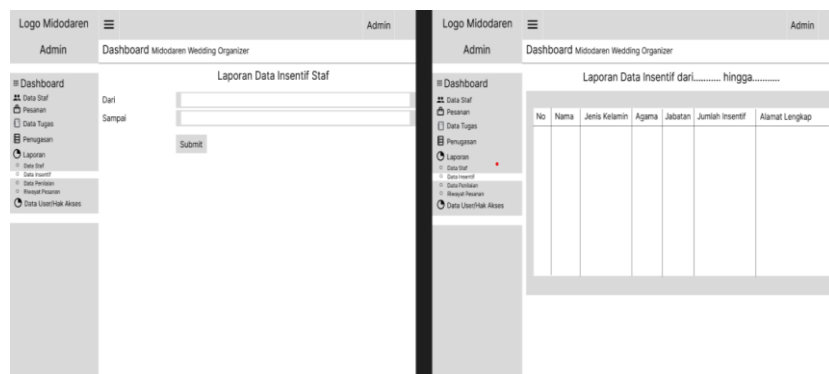 Logo Midodaren
Admin
Admin
Dashboard Midodaren Wedding Organizer
Dashboard
Data Staf
Pesanan
Data Tugas
Penugasan
Laporan
Data Staf
Data Insentif
Data Penilaian
Riwayat Pesanan
Data User/Hak Akses
Laporan Data Insentif Staf
Dari
Sampai
Submit
Logo Midodaren
Admin
Admin
Dashboard Midodaren Wedding Organizer
Dashboard
Data Staf
Pesanan
Data Tugas
Penugasan
Laporan
Data Staf
Data Insentif
Data Penilaian
Riwayat Pesanan
Data User/Hak Akses
Laporan Data Insentif dari........... hingga...........
No Nama Jenis Kelamin Agama Jabatan Jumlah Insentif Alamat Lengkap